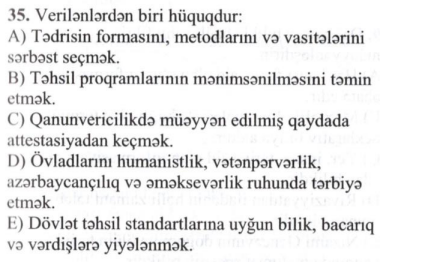 35. Verilənlərdən biri hüquqdur:
A) Tədrisin formasını, metodlarını və vasitələrini
sərbəst seçmək.
B) Təhsil proqramlarının mənimsənilməsini təmin
etmək.
C) Qanunvericilikdə müəyyən edilmiş qaydada
attestasiyadan keçmək.
D) Övladlarını humanistlik, vətənpərvərlik,
azərbaycançılıq və əməksevərlik ruhunda tərbiyə
etmək.
E) Dövlət təhsil standartlarına uyğun bilik, bacarıq
və vərdişlərə yiyələnmək.